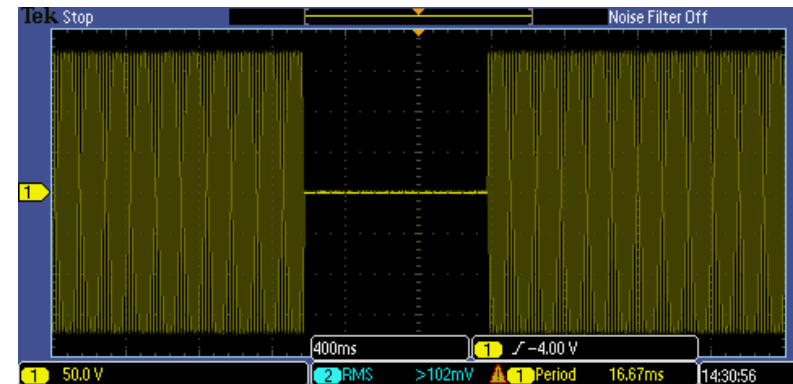 Tek Stop Noise Filter Off
1
400ms 1 -4.00 V
1 50.0 V 2 RMS >102mV 1 Period 16.67ms 14:30:56